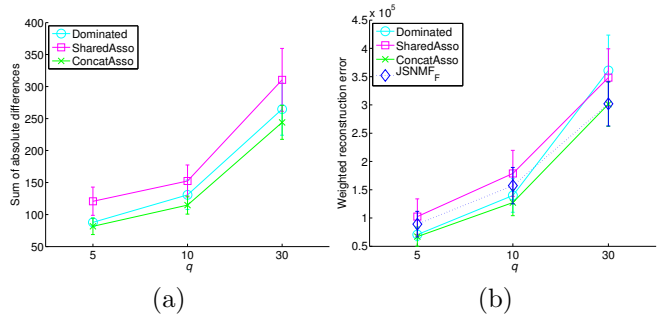 400
350
300
250
200
150
100
50
Sum of absolute differences
Dominated
SharedAsso
ConcatAsso
5 10 30
q
(a)
x 10^5
4.5
4
3.5
3
2.5
2
1.5
1
0.5
Weighted reconstruction error
Dominated
SharedAsso
ConcatAsso
JSNMF_F
5 10 30
q
(b)